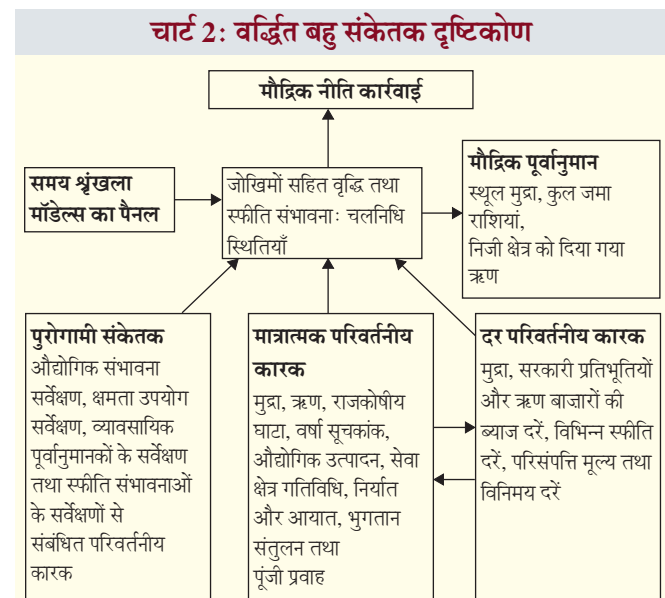 चार्ट 2: वर्द्धित बहु संकेतक दृष्टिकोण
मौद्रिक नीति कार्रवाई
समय श्रृंखला
मॉडेल्स का पैनल
जोखिमों सहित वृद्धि तथा
स्फीति संभावनाः चलनिधि
स्थितियाँ
मौद्रिक पूर्वानुमान
स्थूल मुद्रा, कुल जमा
राशियां,
निजी क्षेत्र को दिया गया
ऋण
पुरोगामी संकेतक
औद्योगिक संभावना
सर्वेक्षण, क्षमता उपयोग
सर्वेक्षण, व्यावसायिक
पूर्वानुमानकों के सर्वेक्षण
तथा स्फीति संभावनाओं
के सर्वेक्षणों से
संबंधित परिवर्तनीय
कारक
मात्रात्मक परिवर्तनीय
कारक
मुद्रा, ऋण, राजकोषीय
घाटा, वर्षा सूचकांक,
औद्योगिक उत्पादन, सेवा
क्षेत्र गतिविधि, निर्यात
और आयात, भुगतान
संतुलन तथा
पूंजी प्रवाह
दर परिवर्तनीय कारक
मुद्रा, सरकारी प्रतिभूतियों
और ऋण बाजारों की
ब्याज दरें, विभिन्न स्फीति
दरें, परिसंपत्ति मूल्य तथा
विनिमय दरें